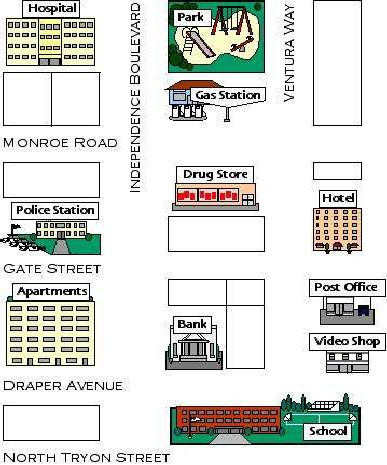 Hospital
Park
INDEPENDENCE BOULEVARD
VENTURA WAY
Gas Station
MONROE ROAD
Drug Store
Hotel
Police Station
GATE STREET
Apartments
Post Office
Bank
Video Shop
DRAPER AVENUE
School
NORTH TRYON STREET